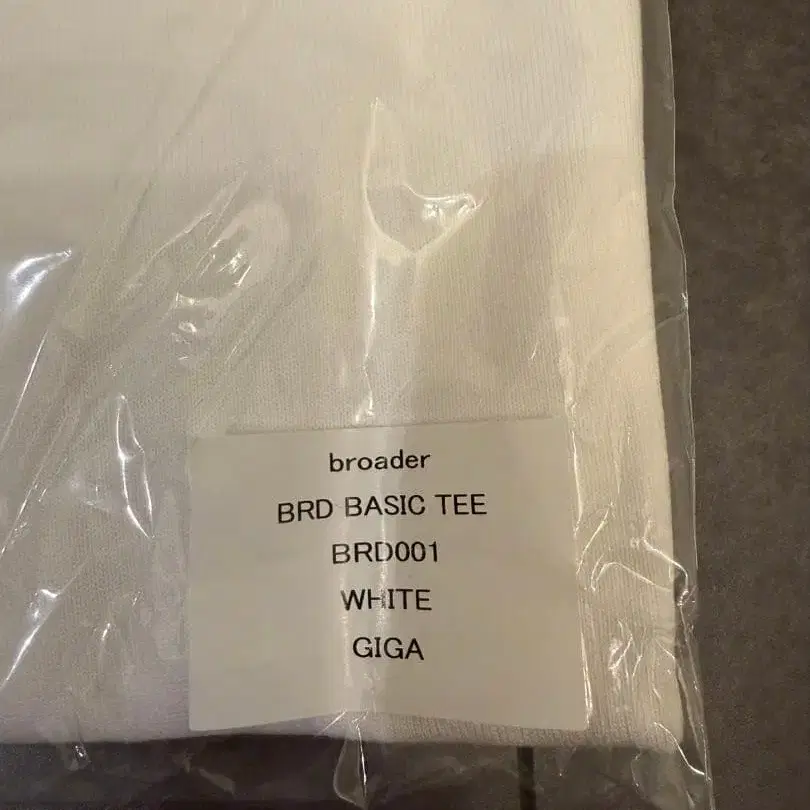 broader
BRD BASIC TEE
BRD001
WHITE
GIGA